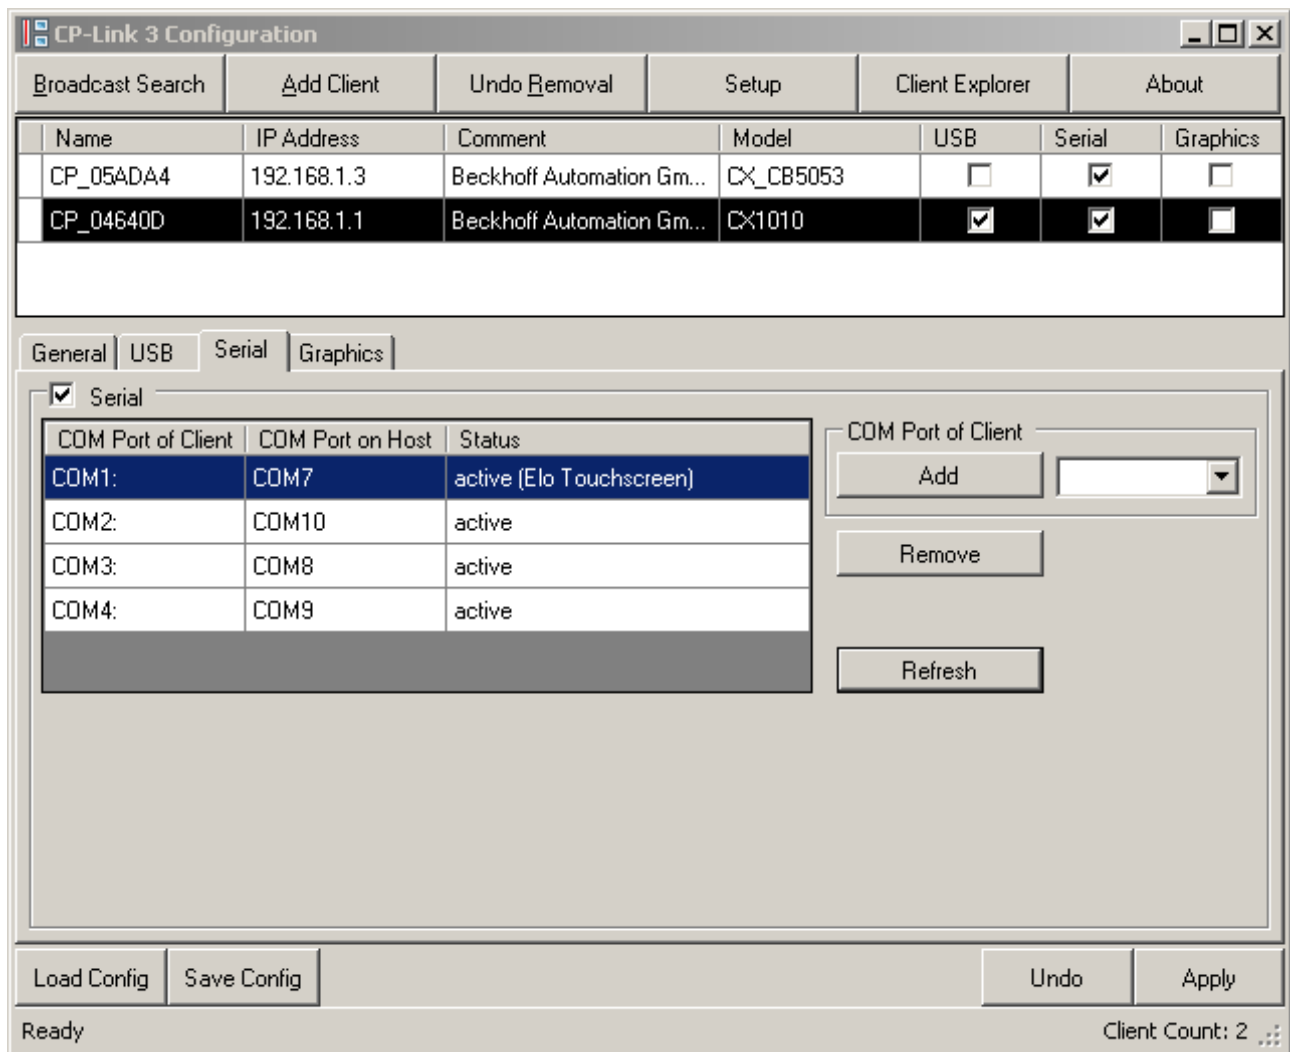 CP-Link 3 Configuration
Broadcast Search Add Client Undo Removal Setup Client Explorer About
Name IP Address Comment Model USB Serial Graphics
CP_05ADA4 192.168.1.3 Beckhoff Automation Gm... CX_CB5053
CP_04640D 192.168.1.1 Beckhoff Automation Gm... CX1010
General USB Serial Graphics
Serial
COM Port of Client COM Port on Host Status
COM1: COM7 active (Elo Touchscreen)
COM2: COM10 active
COM3: COM8 active
COM4: COM9 active
COM Port of Client
Add
Remove
Refresh
Load Config Save Config Undo Apply
Ready Client Count: 2